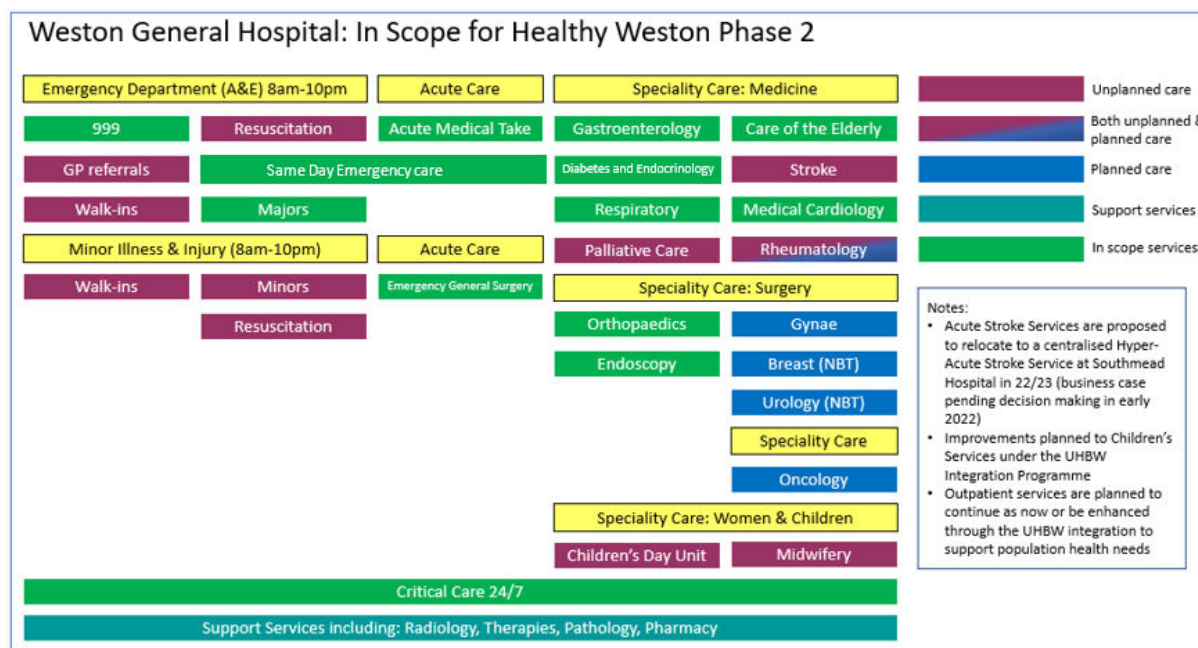 Weston General Hospital: In Scope for Healthy Weston Phase 2
Emergency Department (A&E) 8am-10pm
Acute Care
Speciality Care: Medicine
999
Resuscitation
Acute Medical Take
Gastroenterology
Care of the Elderly
GP referrals
Same Day Emergency care
Diabetes and Endocrinology
Stroke
Walk-ins
Majors
Respiratory
Medical Cardiology
Minor Illness & Injury (8am-10pm)
Acute Care
Palliative Care
Rheumatology
Walk-ins
Minors
Emergency General Surgery
Speciality Care: Surgery
Resuscitation
Orthopaedics
Gynae
Endoscopy
Breast (NBT)
Urology (NBT)
Speciality Care
Oncology
Speciality Care: Women & Children
Children's Day Unit
Midwifery
Critical Care 24/7
Support Services including: Radiology, Therapies, Pathology, Pharmacy
Unplanned care
Both unplanned &
planned care
Planned care
Support services
In scope services
Notes:
• Acute Stroke Services are proposed
to relocate to a centralised Hyper-
Acute Stroke Service at Southmead
Hospital in 22/23 (business case
pending decision making in early
2022)
• Improvements planned to Children's
Services under the UHBW
Integration Programme
• Outpatient services are planned to
continue as now or be enhanced
through the UHBW integration to
support population health needs